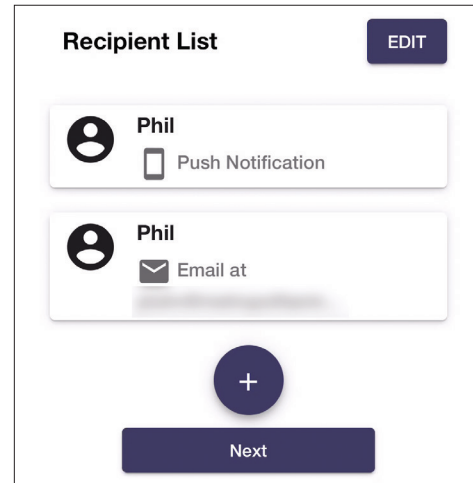 Recipient List
EDIT
Phil
Push Notification
Phil
Email at
+
Next